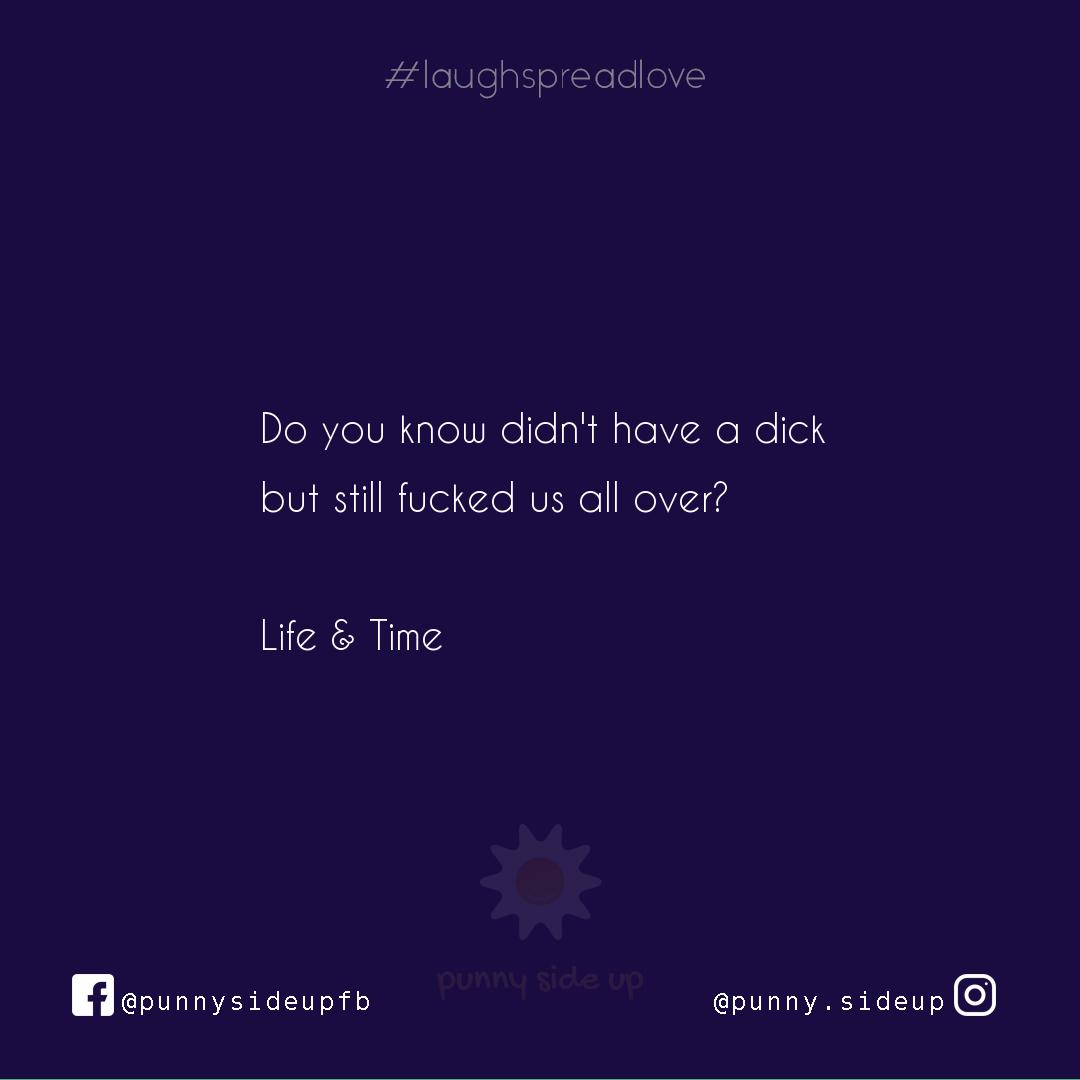 #laughspreadlove
Do you know didn't have a dick
but still fucked us all over?
Life & Time
punny side up
@punnysideupfb
@punny.sideup